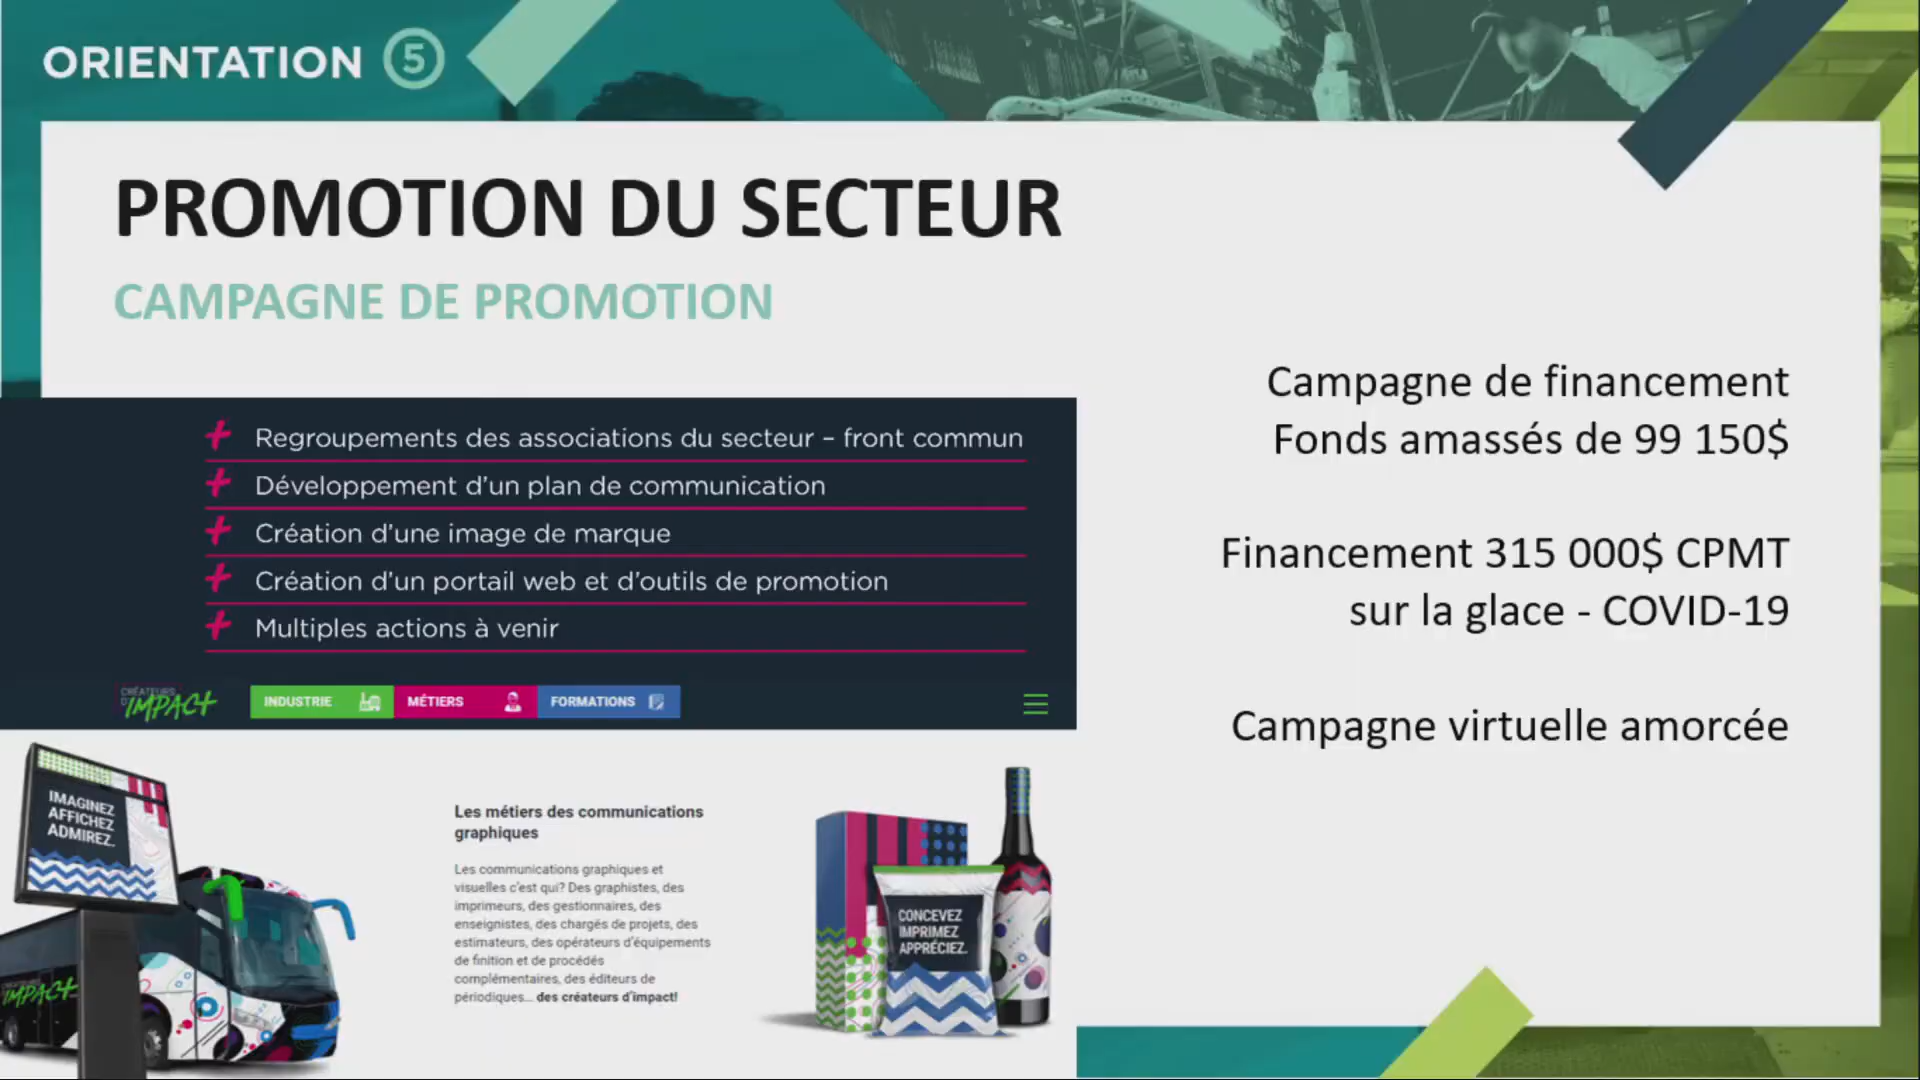 ORIENTATION 5
PROMOTION DU SECTEUR
CAMPAGNE DE PROMOTION
Regroupements des associations du secteur – front commun
Développement d'un plan de communication
Création d'une image de marque
Création d'un portail web et d'outils de promotion
Multiples actions à venir
CRÉATEURS
D'IMPACT
INDUSTRIE
MÉTIERS
FORMATIONS
Campagne de financement
Fonds amassés de 99 150$
Financement 315 000$ CPMT
sur la glace - COVID-19
Campagne virtuelle amorcée
IMAGINEZ
AFFICHEZ
ADMIREZ.
IMPACT
Les métiers des communications
graphiques
Les communications graphiques et
visuelles c'est qui? Des graphistes, des
imprimeurs, des gestionnaires, des
enseignistes, des chargés de projets, des
estimateurs, des opérateurs d'équipements
de finition et de procédés
complémentaires, des éditeurs de
périodiques... des créateurs d'impact!
CONCEVEZ
IMPRIMEZ
APPRÉCIEZ.